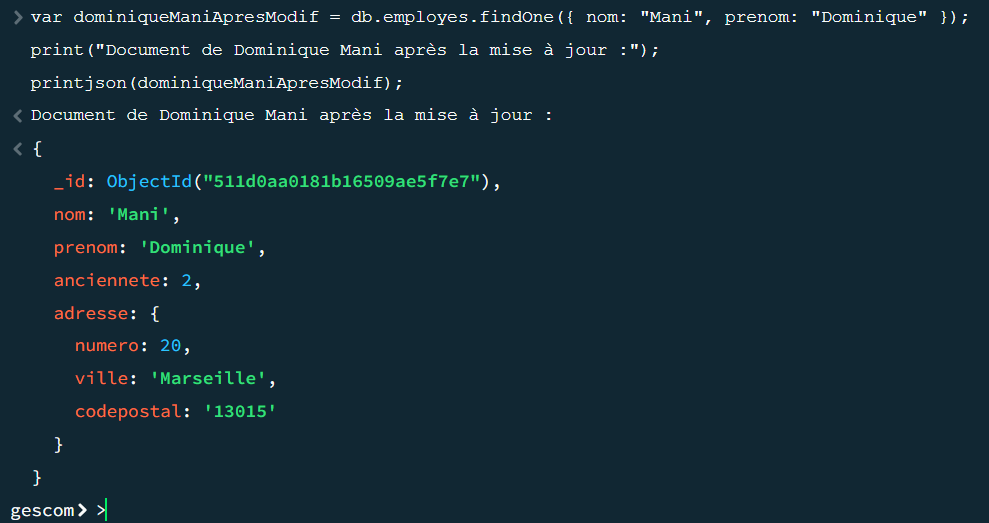 > var dominiqueManiApresModif = db.employes.findOne({ nom: "Mani", prenom: "Dominique" });
print("Document de Dominique Mani après la mise à jour :");
printjson(dominiqueManiApresModif);
< Document de Dominique Mani après la mise à jour :
< {
_id: ObjectId("511d0aa0181b16509ae5f7e7"),
nom: 'Mani',
prenom: 'Dominique',
anciennete: 2,
adresse: {
numero: 20,
ville: 'Marseille',
codepostal: '13015'
}
}
gescom> >